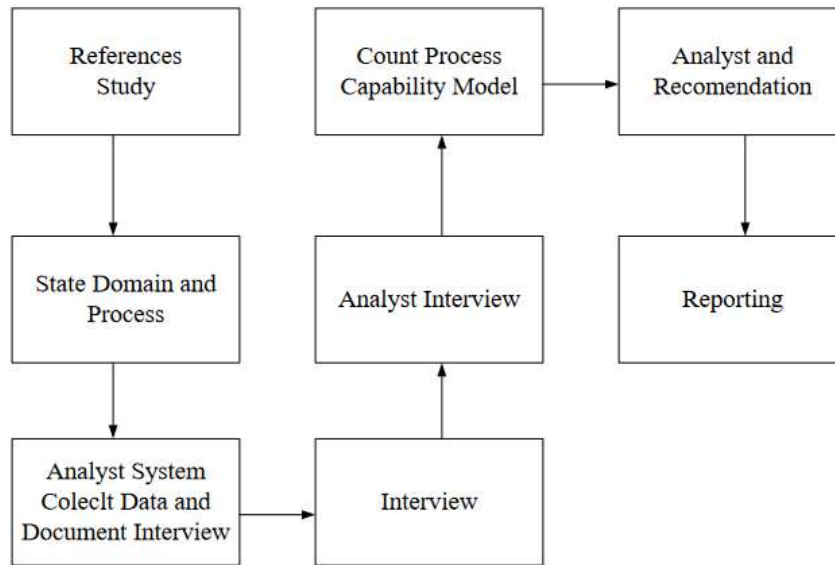 References
Study
State Domain and
Process
Analyst System
Coleclt Data and
Document Interview
Interview
Analyst Interview
Count Process
Capability Model
Analyst and
Recomendation
Reporting